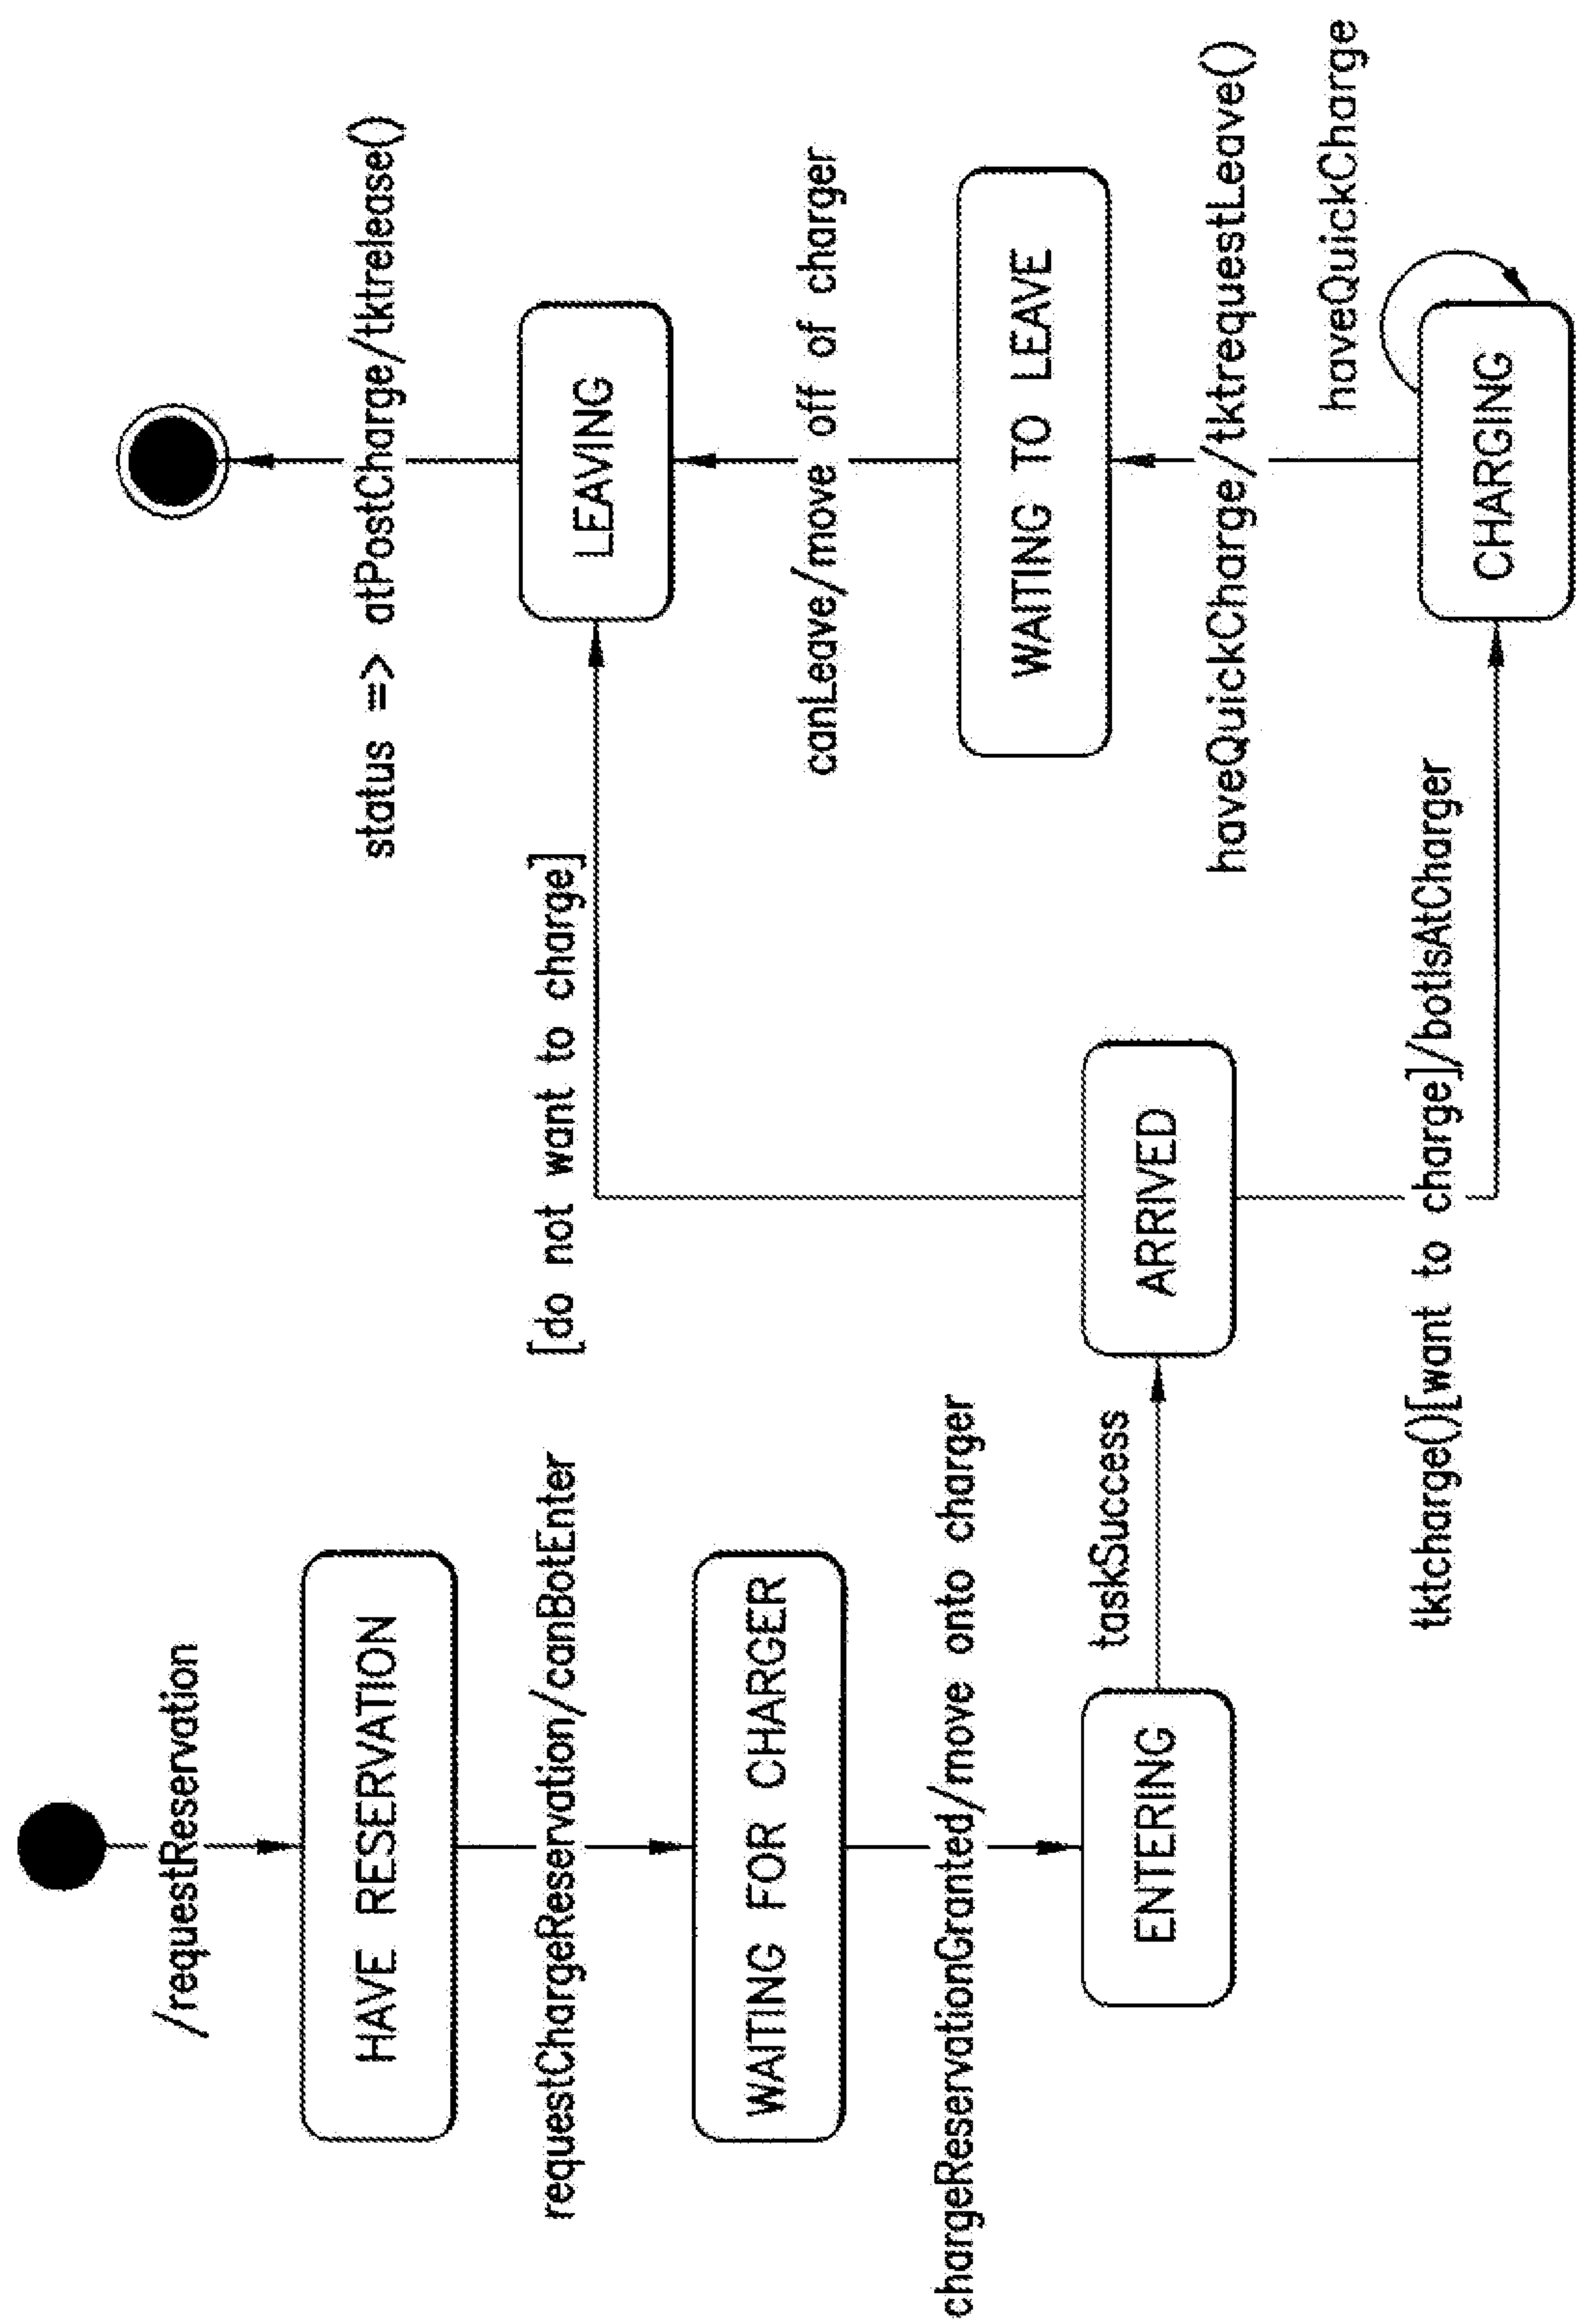 /requestReservation
HAVE RESERVATION
status => atPostCharge/tktrelease()
requestChargeReservation/canBotEnter
[do not want to charge]
LEAVING
WAITING FOR CHARGER
canLeave/move off of charger
chargeReservationGranted/move onto charger
WAITING TO LEAVE
taskSuccess
ENTERING
ARRIVED
haveQuickCharge/tktrequestLeave()
haveQuickCharge
tktcharge()[want to charge]/botIsAtCharger
CHARGING